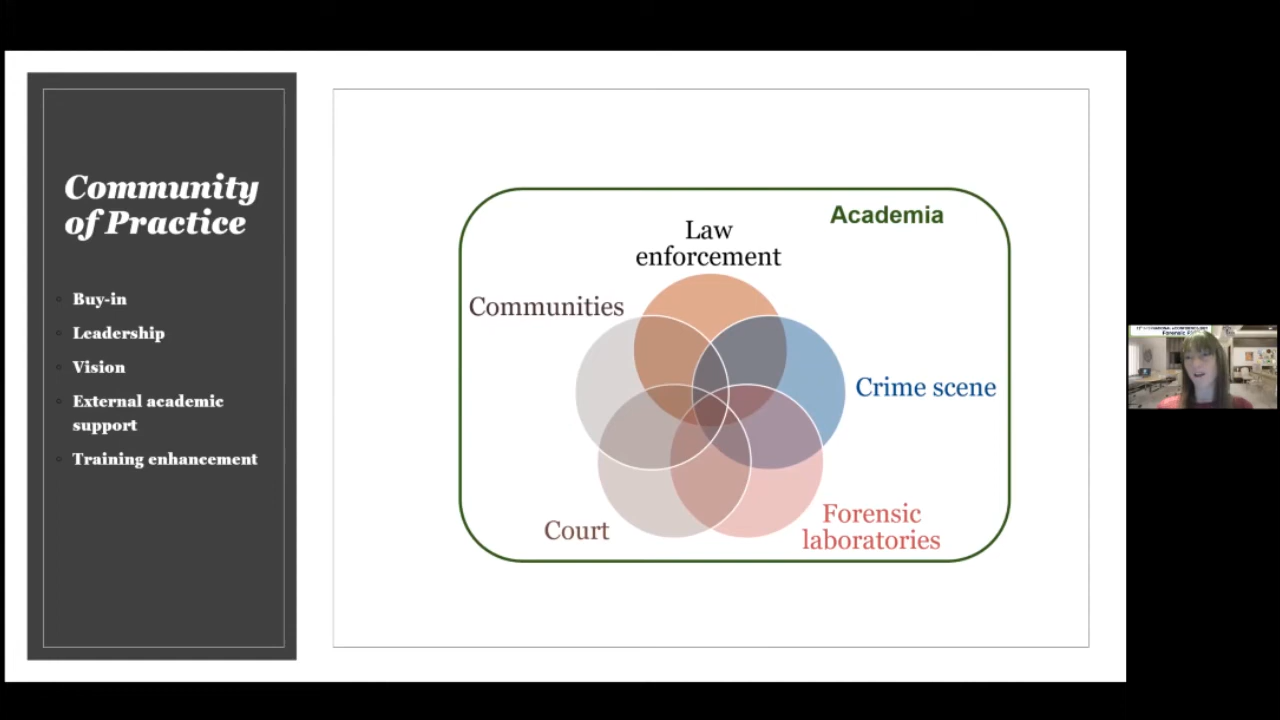 Community
of Practice
Buy-in
Leadership
Vision
External academic
support
Training enhancement
Academia
Law
enforcement
Communities
Crime scene
Forensic
laboratories
Court